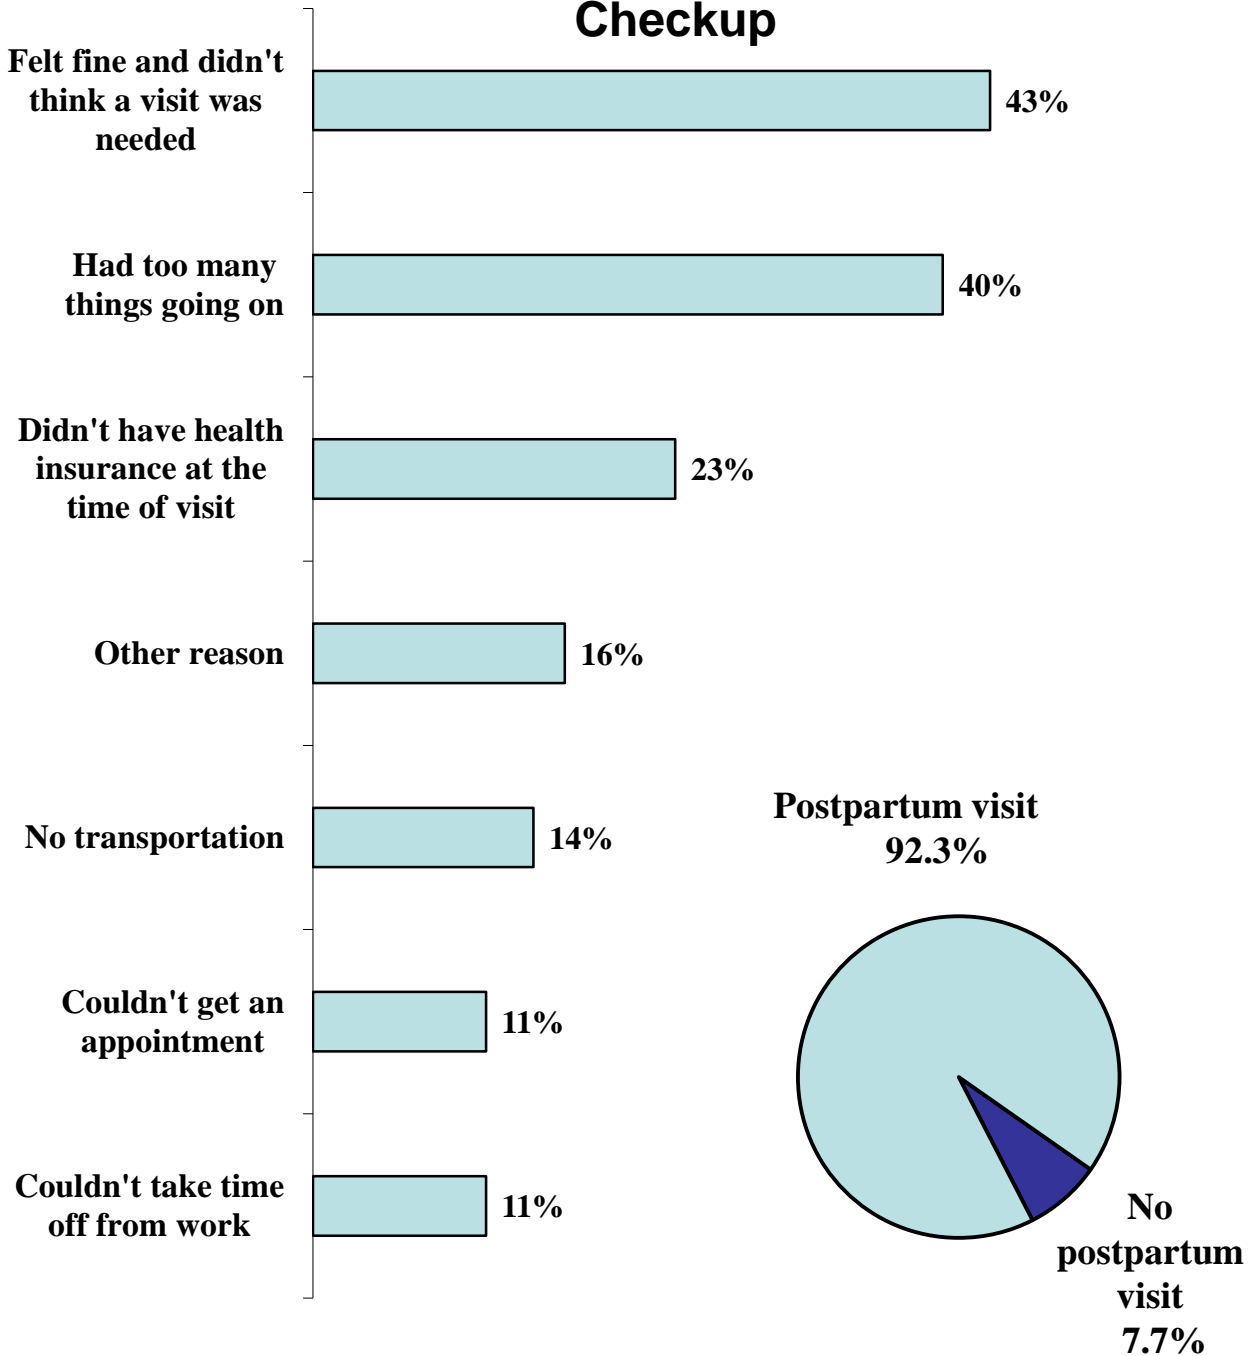 Checkup
Felt fine and didn't
think a visit was
needed
43%
Had too many
things going on
40%
Didn't have health
insurance at the
time of visit
23%
Other reason
16%
No transportation
14%
Postpartum visit
92.3%
Couldn't get an
appointment
11%
Couldn't take time
off from work
11%
No
postpartum
visit
7.7%